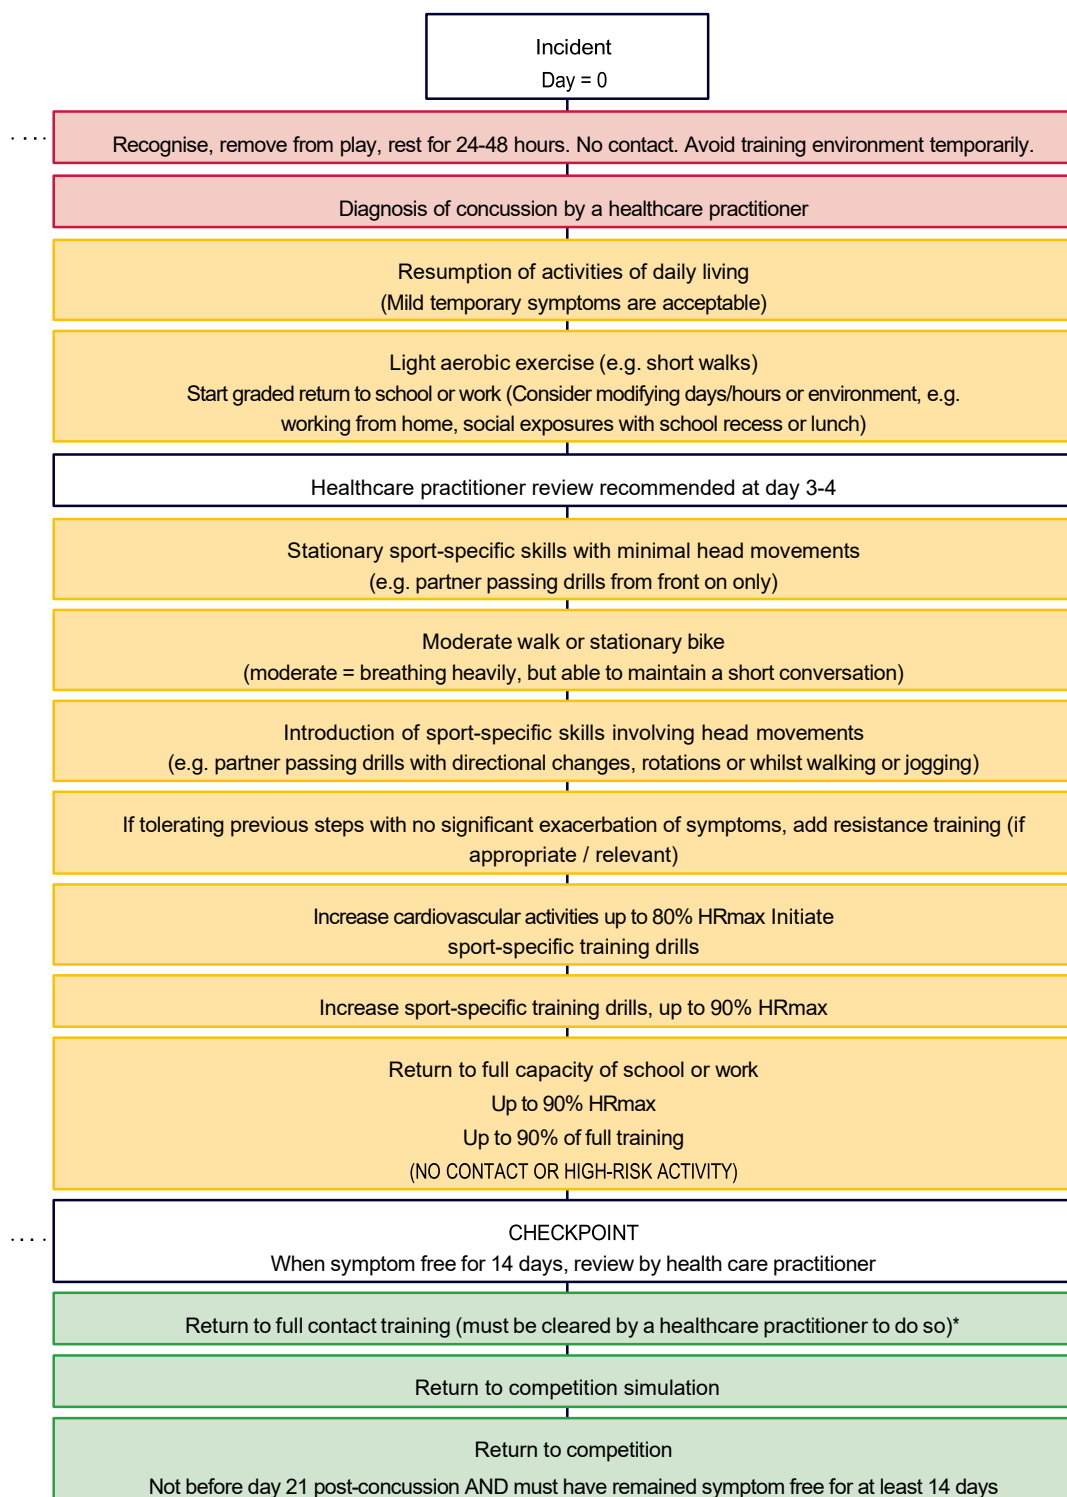 Incident
Day = 0
Recognise, remove from play, rest for 24-48 hours. No contact. Avoid training environment temporarily.
Diagnosis of concussion by a healthcare practitioner
Resumption of activities of daily living
(Mild temporary symptoms are acceptable)
Light aerobic exercise (e.g. short walks)
Start graded return to school or work (Consider modifying days/hours or environment, e.g.
working from home, social exposures with school recess or lunch)
Healthcare practitioner review recommended at day 3-4
Stationary sport-specific skills with minimal head movements
(e.g. partner passing drills from front on only)
Moderate walk or stationary bike
(moderate = breathing heavily, but able to maintain a short conversation)
Introduction of sport-specific skills involving head movements
(e.g. partner passing drills with directional changes, rotations or whilst walking or jogging)
If tolerating previous steps with no significant exacerbation of symptoms, add resistance training (if
appropriate / relevant)
Increase cardiovascular activities up to 80% HRmax Initiate
sport-specific training drills
Increase sport-specific training drills, up to 90% HRmax
Return to full capacity of school or work
Up to 90% HRmax
Up to 90% of full training
(NO CONTACT OR HIGH-RISK ACTIVITY)
CHECKPOINT
When symptom free for 14 days, review by health care practitioner
Return to full contact training (must be cleared by a healthcare practitioner to do so)*
Return to competition simulation
Return to competition
Not before day 21 post-concussion AND must have remained symptom free for at least 14 days